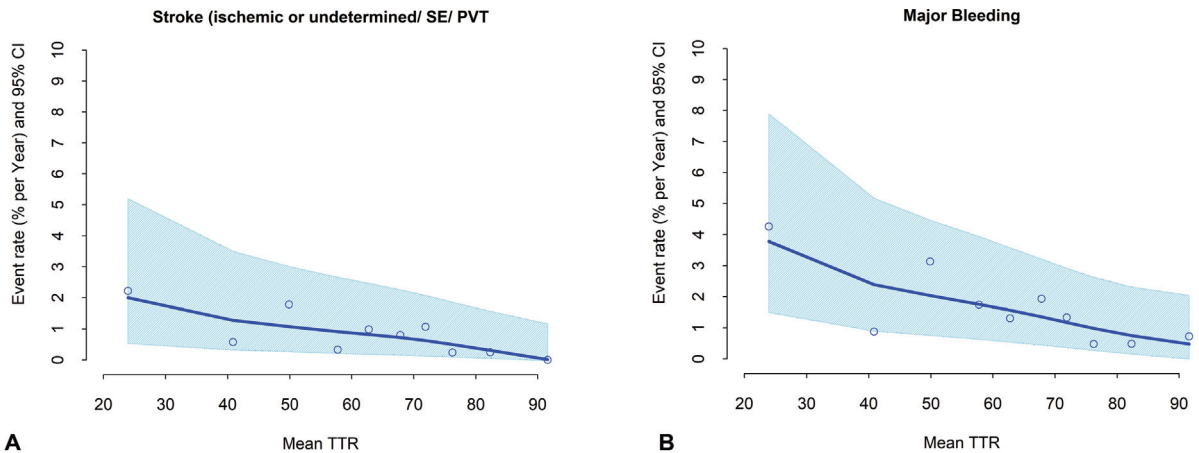 Stroke (ischemic or undetermined/ SE/ PVT
Event rate (% per Year) and 95% CI
10
9
8
7
6
5
4
3
2
1
0
20 30 40 50 60 70 80 90
Mean TTR
A
Major Bleeding
Event rate (% per Year) and 95% CI
10
9
8
7
6
5
4
3
2
1
0
20 30 40 50 60 70 80 90
Mean TTR
B